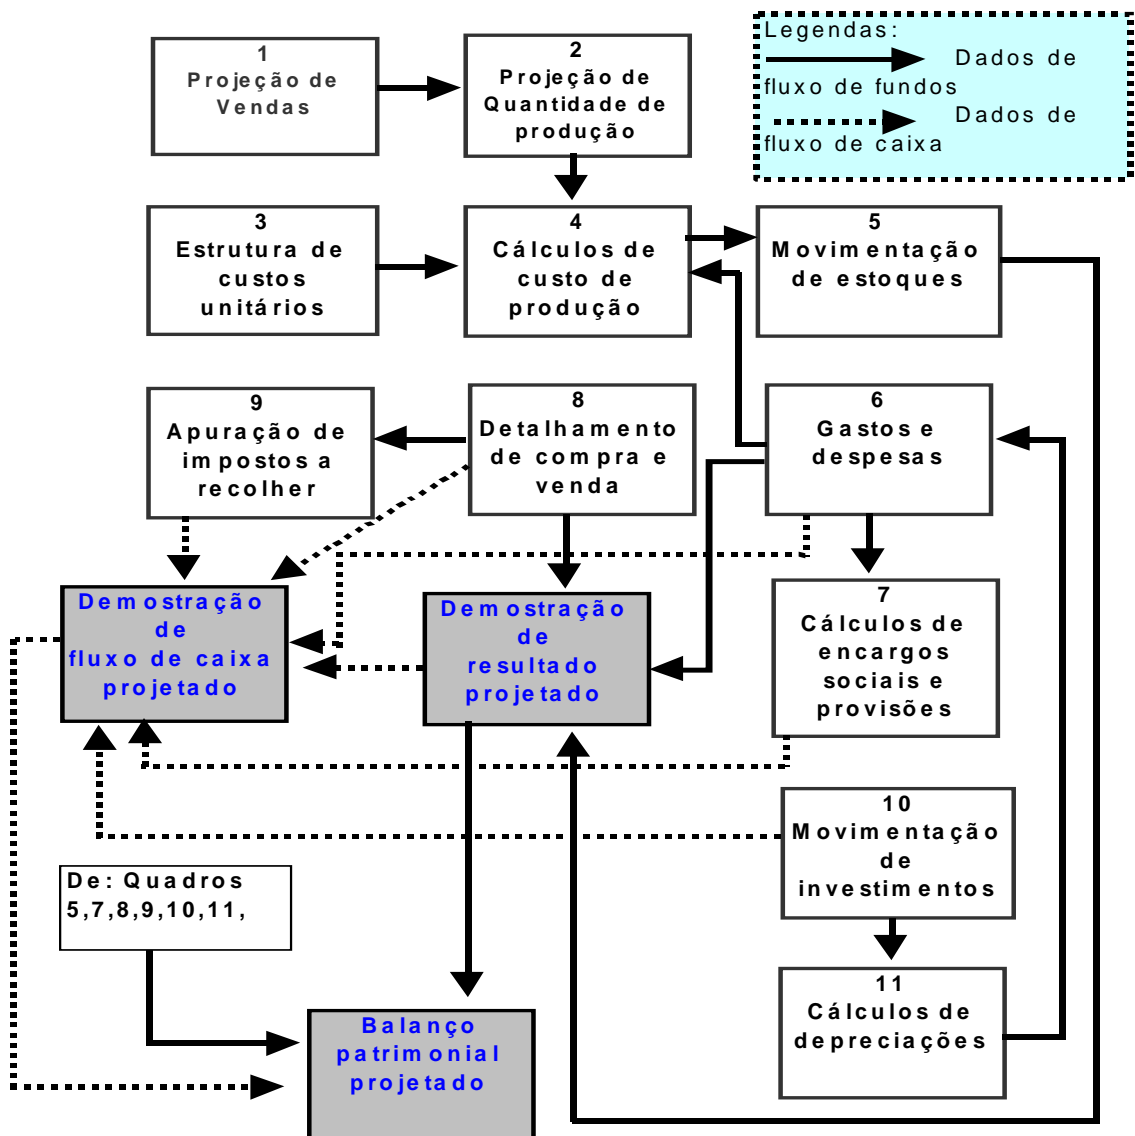 1
Projeção de
Vendas
2
Projeção de
Quantidade de
produção
Legendas:
Dados de
fluxo de fundos
Dados de
fluxo de caixa
3
Estrutura de
custos
unitários
4
Cálculos de
custo de
produção
5
Movimentação
de estoques
9
Apuração de
impostos a
recolher
8
Detalhamento
de compra e
venda
6
Gastos e
despesas
Demostração
de
fluxo de caixa
projetado
Demostração
de
resultado
projetado
7
Cálculos de
encargos
sociais e
provisões
10
Movimentação
de
investimentos
De: Quadros
5,7,8,9,10,11,
11
Cálculos de
depreciações
Balanço
patrimonial
projetado